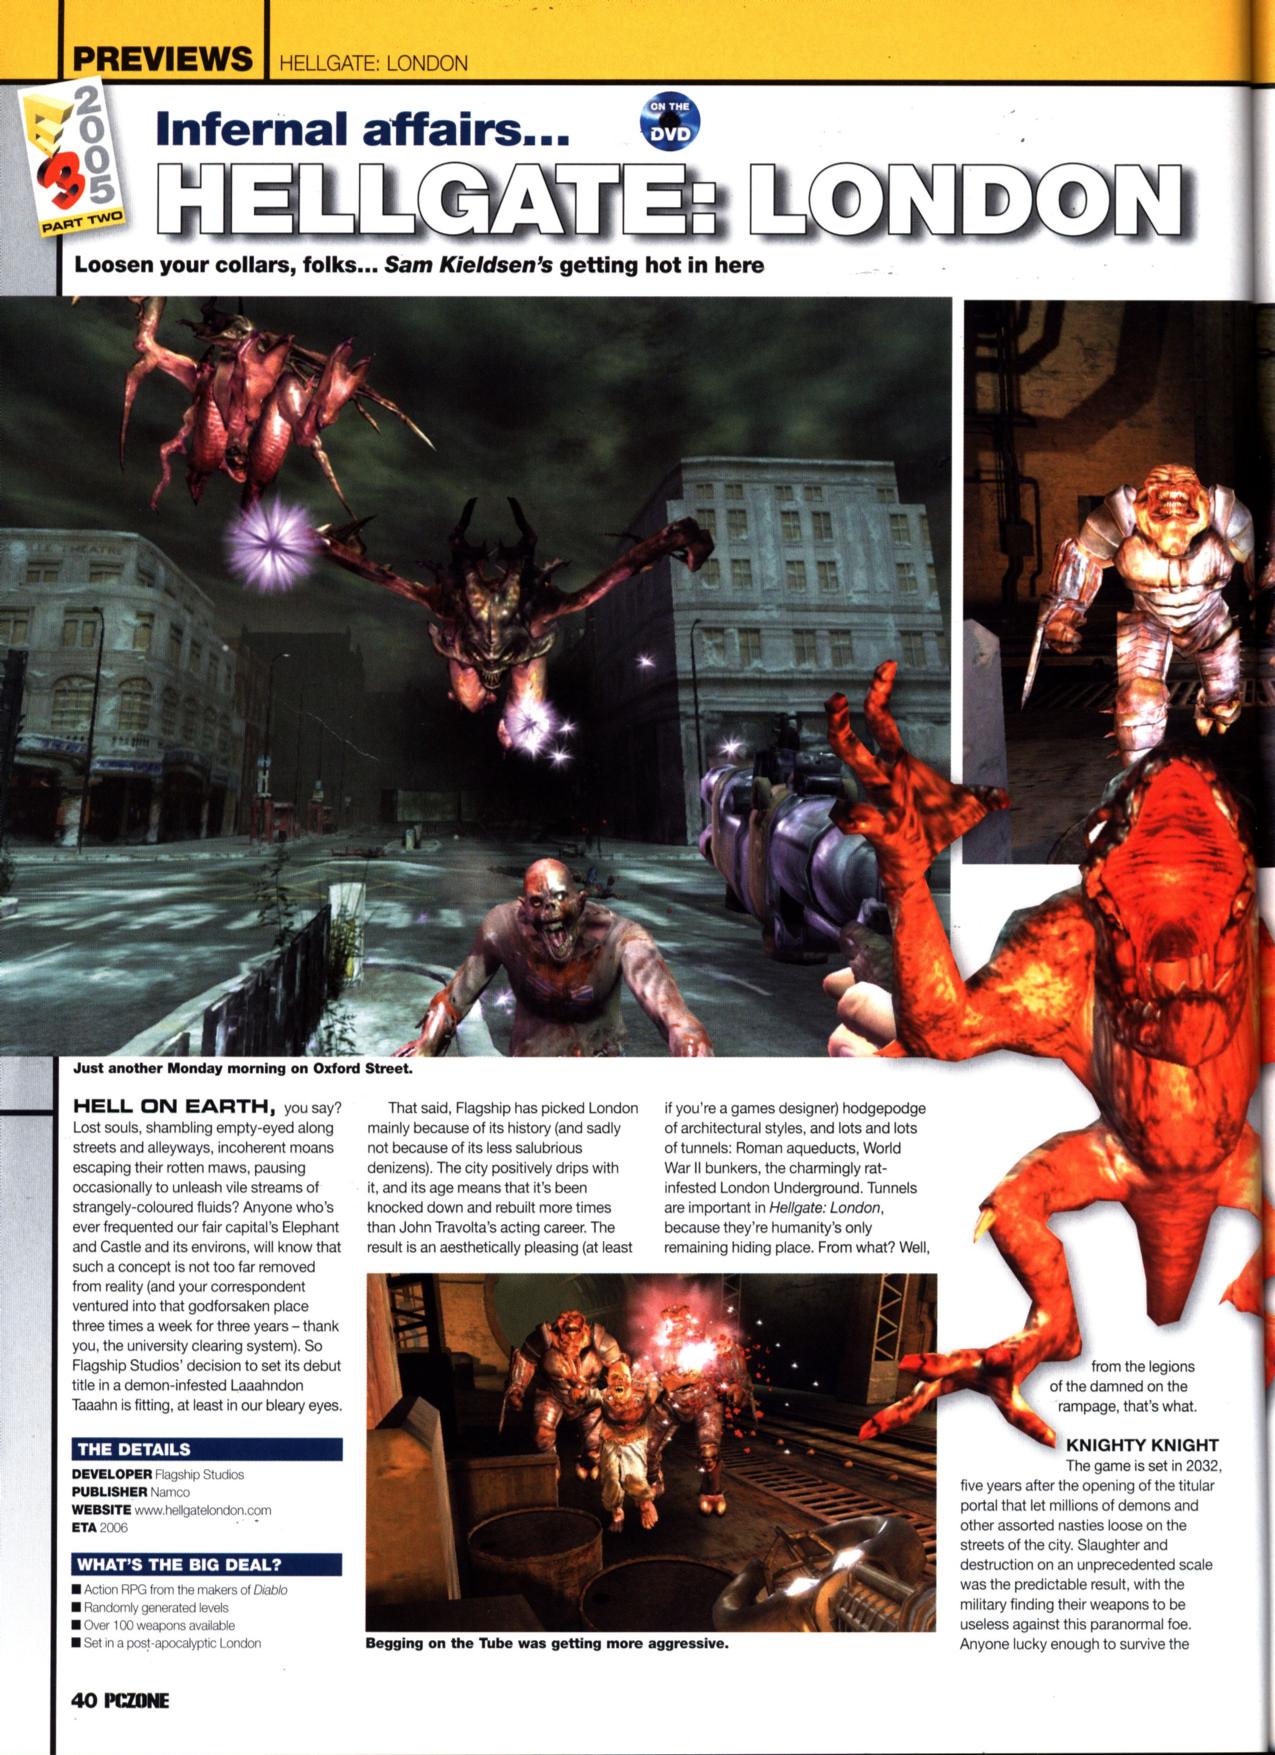 PREVIEWS
HELLGATE: LONDON
E3
2005
PART TWO
Infernal affairs...
ON THE
DVD
HELLGATE: LONDON
Loosen your collars, folks... Sam Kieldsen's getting hot in here
THEATRE
Just another Monday morning on Oxford Street.
HELL ON EARTH, you say?
Lost souls, shambling empty-eyed along
streets and alleyways, incoherent moans
escaping their rotten maws, pausing
occasionally to unleash vile streams of
strangely-coloured fluids? Anyone who's
ever frequented our fair capital's Elephant
and Castle and its environs, will know that
such a concept is not too far removed
from reality (and your correspondent
ventured into that godforsaken place
three times a week for three years – thank
you, the university clearing system). So
Flagship Studios' decision to set its debut
title in a demon-infested Laaahndon
Taaahn is fitting, at least in our bleary eyes.
THE DETAILS
DEVELOPER Flagship Studios
PUBLISHER Namco
WEBSITE www.hellgatelondon.com
ETA 2006
WHAT'S THE BIG DEAL?
■ Action RPG from the makers of Diablo
■ Randomly generated levels
■ Over 100 weapons available
■ Set in a post-apocalyptic London
That said, Flagship has picked London
mainly because of its history (and sadly
not because of its less salubrious
denizens). The city positively drips with
it, and its age means that it's been
knocked down and rebuilt more times
than John Travolta's acting career. The
result is an aesthetically pleasing (at least
if you're a games designer) hodgepodge
of architectural styles, and lots and lots
of tunnels: Roman aqueducts, World
War II bunkers, the charmingly rat-
infested London Underground. Tunnels
are important in Hellgate: London,
because they're humanity's only
remaining hiding place. From what? Well,
Begging on the Tube was getting more aggressive.
from the legions
of the damned on the
rampage, that's what.
KNIGHTY KNIGHT
The game is set in 2032,
five years after the opening of the titular
portal that let millions of demons and
other assorted nasties loose on the
streets of the city. Slaughter and
destruction on an unprecedented scale
was the predictable result, with the
military finding their weapons to be
useless against this paranormal foe.
Anyone lucky enough to survive the
40 PCZONE